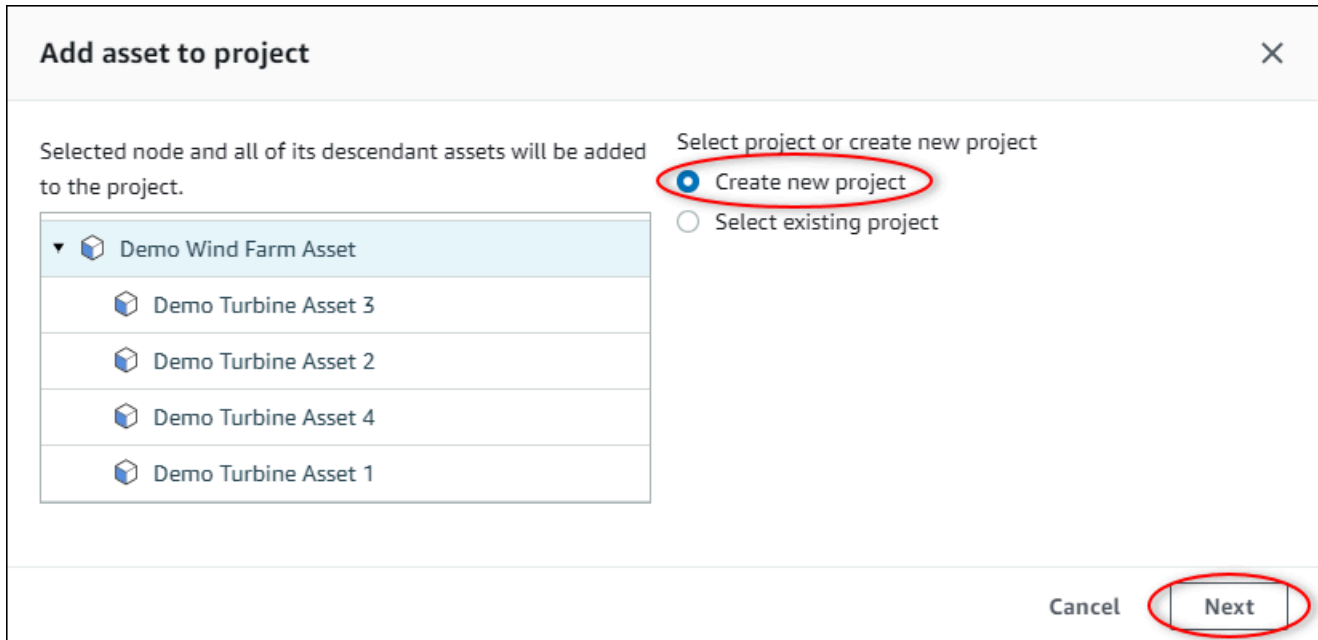 Add asset to project
Selected node and all of its descendant assets will be added
to the project.
Demo Wind Farm Asset
Demo Turbine Asset 3
Demo Turbine Asset 2
Demo Turbine Asset 4
Demo Turbine Asset 1
Select project or create new project
Create new project
Select existing project
Cancel
Next